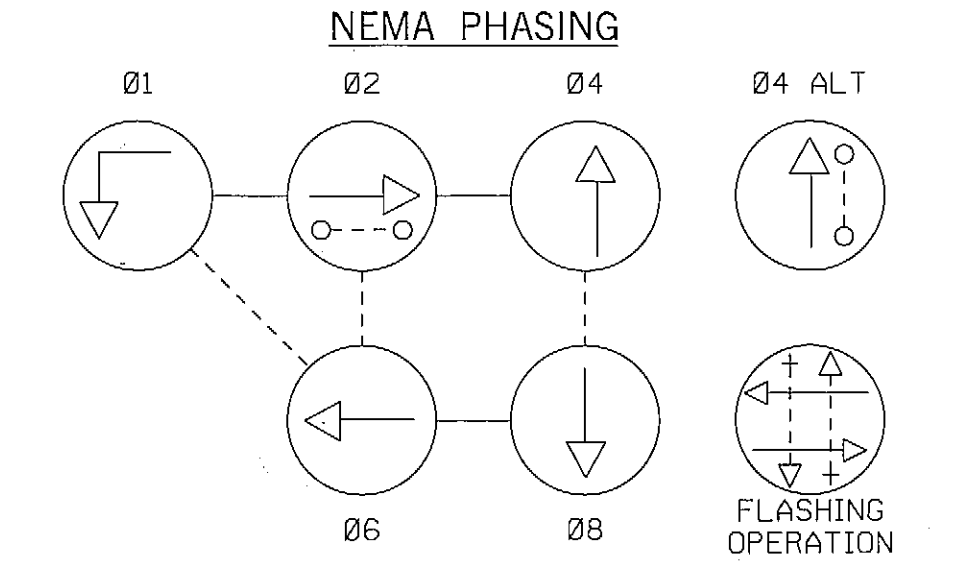 NEMA PHASING
Ø1 Ø2 Ø4 Ø4 ALT
Ø6 Ø8
FLASHING
OPERATION